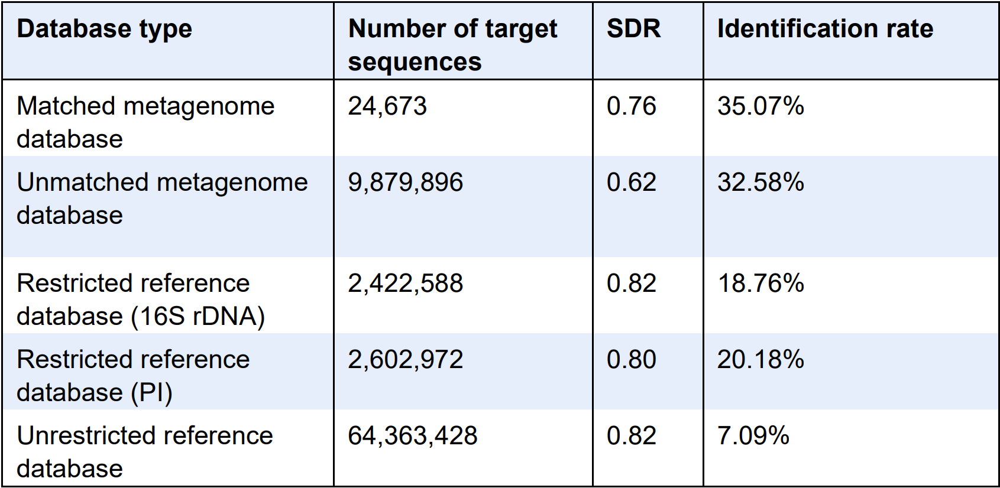 Database type
Number of target
sequences
SDR
Identification rate
Matched metagenome
database
24,673
0.76
35.07%
Unmatched metagenome
database
9,879,896
0.62
32.58%
Restricted reference
database (16S rDNA)
2,422,588
0.82
18.76%
Restricted reference
database (PI)
2,602,972
0.80
20.18%
Unrestricted reference
database
64,363,428
0.82
7.09%